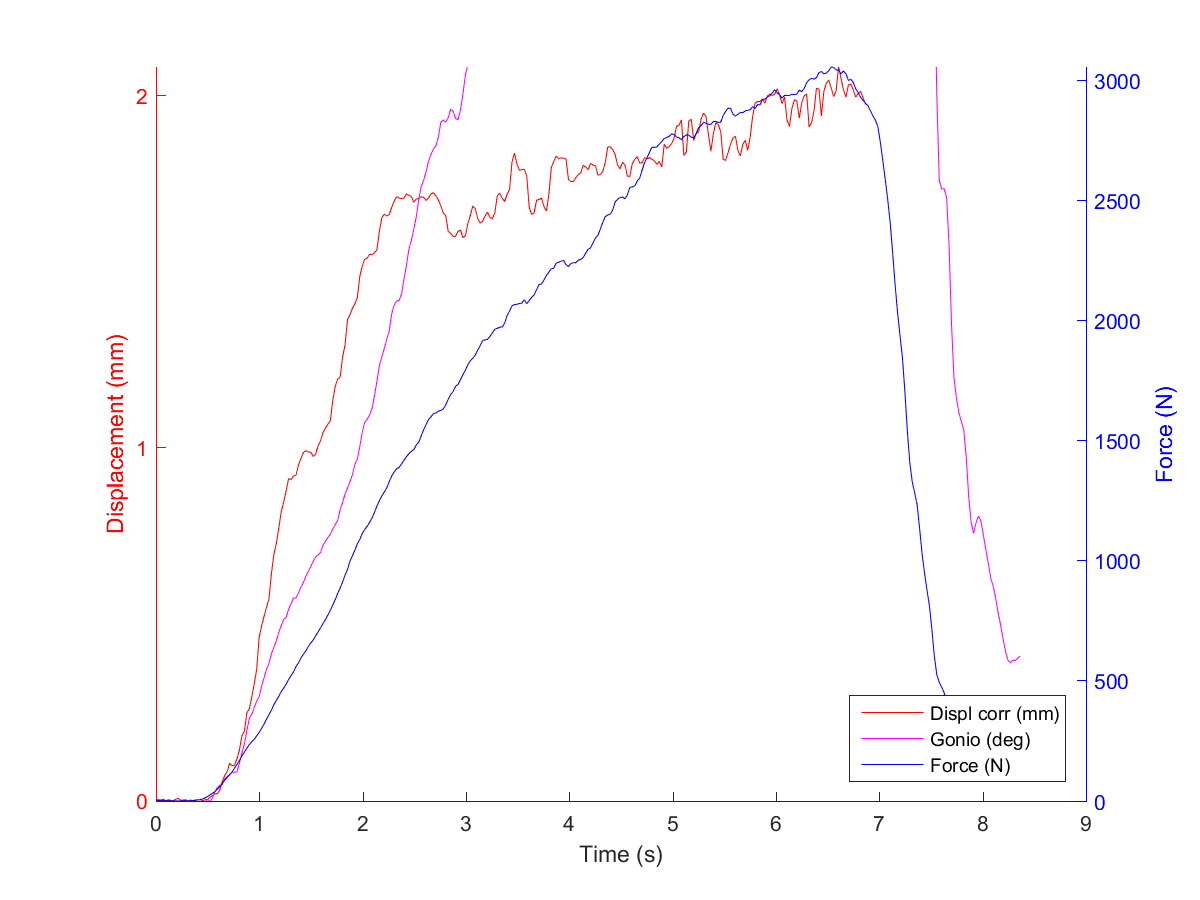 2
1
0
Displacement (mm)
3000
2500
2000
1500
1000
500
0
Force (N)
Displ corr (mm)
Gonio (deg)
Force (N)
0 1 2 3 4 5 6 7 8 9
Time (s)